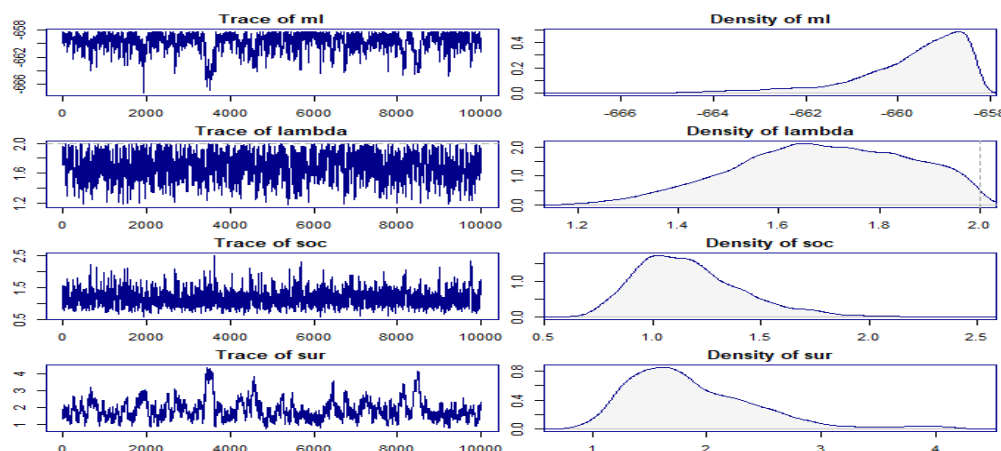 Trace of ml
Density of ml
-666 -662 -658
0.0 0.2 0.4
0 2000 4000 6000 8000 10000
-666 -664 -662 -660 -658
Trace of lambda
Density of lambda
1.2 1.6 2.0
0.0 1.0 2.0
0 2000 4000 6000 8000 10000
1.2 1.4 1.6 1.8 2.0
Trace of soc
Density of soc
0.5 1.5 2.5
0.0 1.0
0 2000 4000 6000 8000 10000
0.5 1.0 1.5 2.0 2.5
Trace of sur
Density of sur
1 2 3 4
0.0 0.4 0.8
0 2000 4000 6000 8000 10000
1 2 3 4